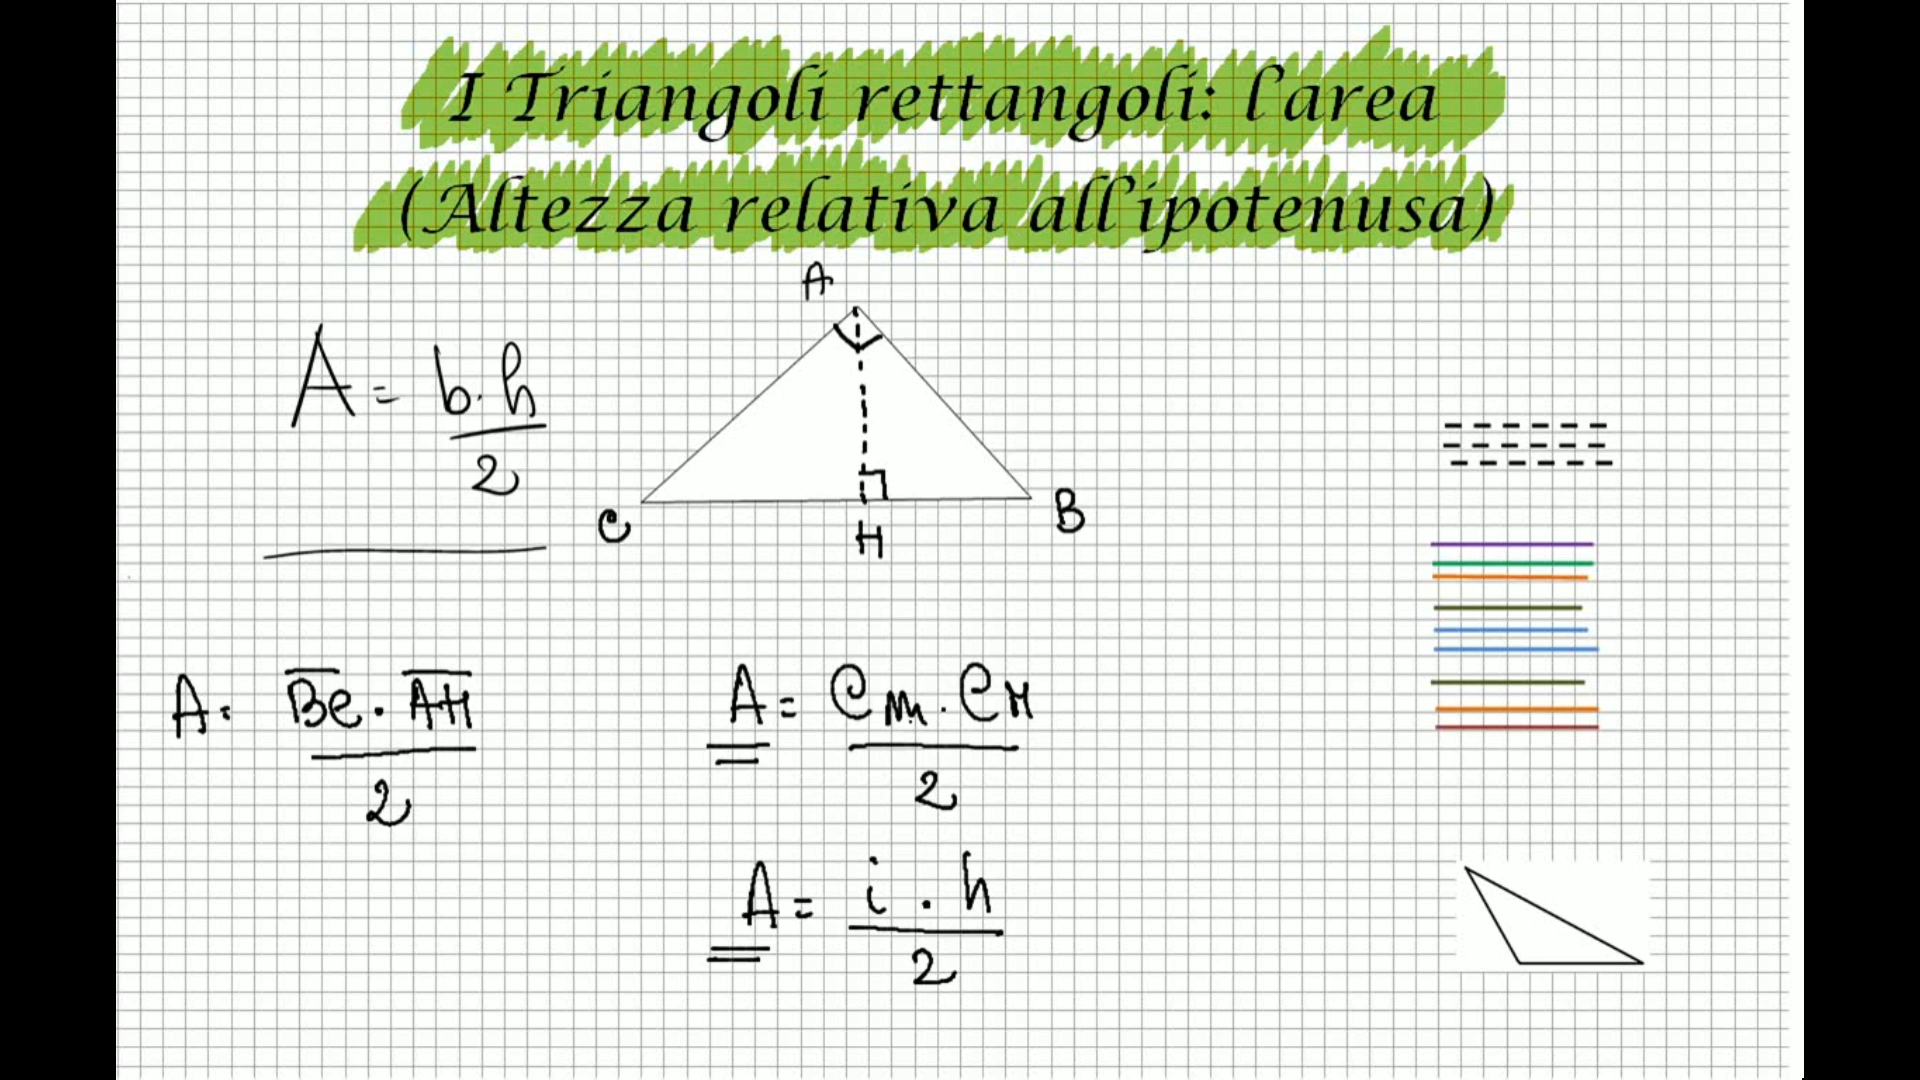 I Triangoli rettangoli: l'area
(Altezza relativa all'ipotenusa)
A
A = b·h
2
C
H
B
A = BC · AH
2
A = Cm · CM
2
A = i · h
2